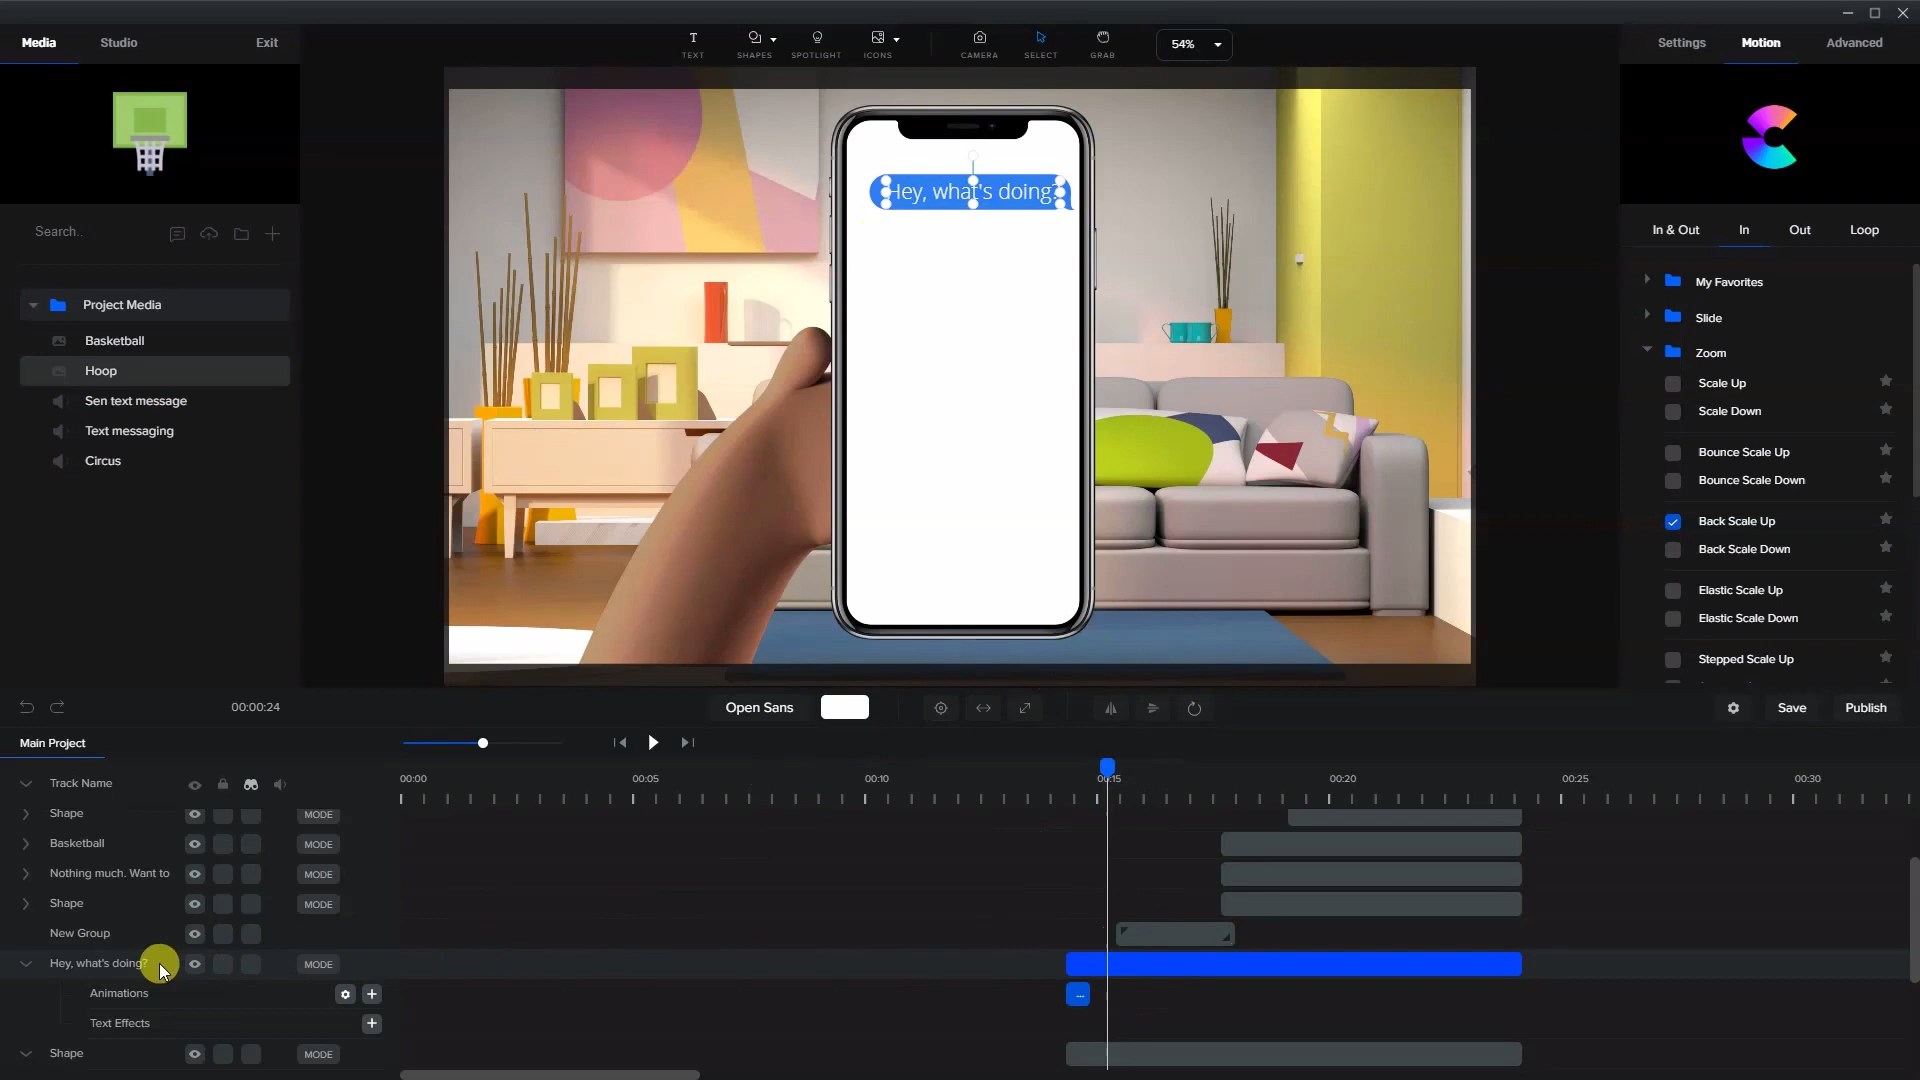 Media
Studio
Exit
TEXT
SHAPES
SPOTLIGHT
ICONS
CAMERA
SELECT
GRAB
54%
Settings
Motion
Advanced
Search..
Project Media
Basketball
Hoop
Sen text message
Text messaging
Circus
Hey, what's doing?
In & Out
In
Out
Loop
My Favorites
Slide
Zoom
Scale Up
Scale Down
Bounce Scale Up
Bounce Scale Down
Back Scale Up
Back Scale Down
Elastic Scale Up
Elastic Scale Down
Stepped Scale Up
00:00:24
Open Sans
Save
Publish
Main Project
Track Name
00:00
00:05
00:10
00:15
00:20
00:25
00:30
Shape
MODE
Basketball
MODE
Nothing much. Want to
MODE
Shape
MODE
New Group
Hey, what's doing?
MODE
Animations
...
Text Effects
Shape
MODE